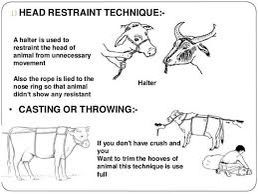 HEAD RESTRAINT TECHNIQUE:-
A halter is used to
restraint the head of
animal from unnecessary
movement
Also the rope is lied to the
nose ring so that animal
didn't show any resistant
Halter
• CASTING OR THROWING:-
If you don't have crush and
you
Want to trim the hooves of
animal this technique is use
full